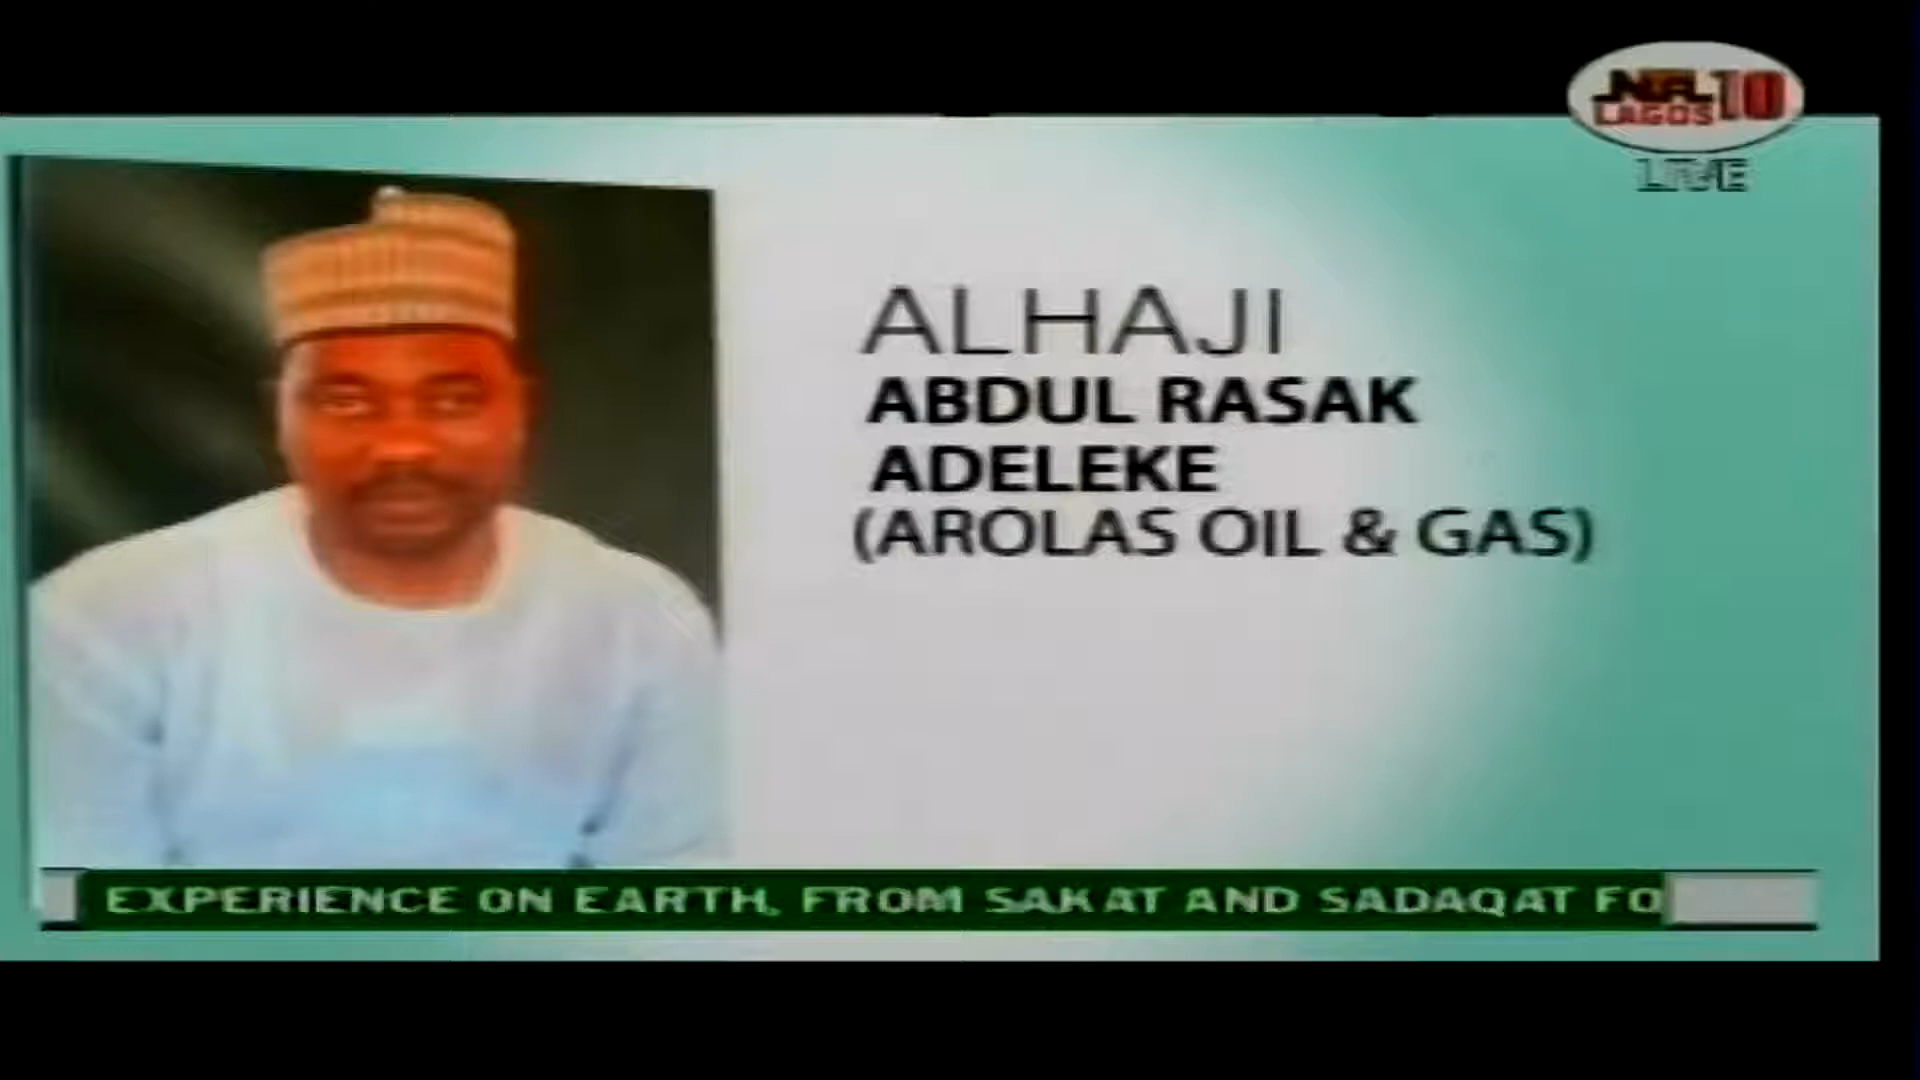 NTA 10
LAGOS
LIVE
ALHAJI
ABDUL RASAK
ADELEKE
(AROLAS OIL & GAS)
EXPERIENCE ON EARTH, FROM SAKAT AND SADAQAT FO